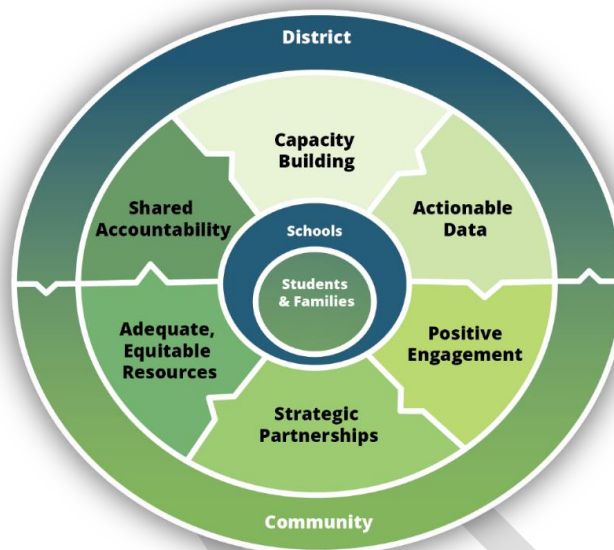 District
Capacity
Building
Shared
Accountability
Actionable
Data
Schools
Students
& Families
Adequate,
Equitable
Resources
Positive
Engagement
Strategic
Partnerships
Community